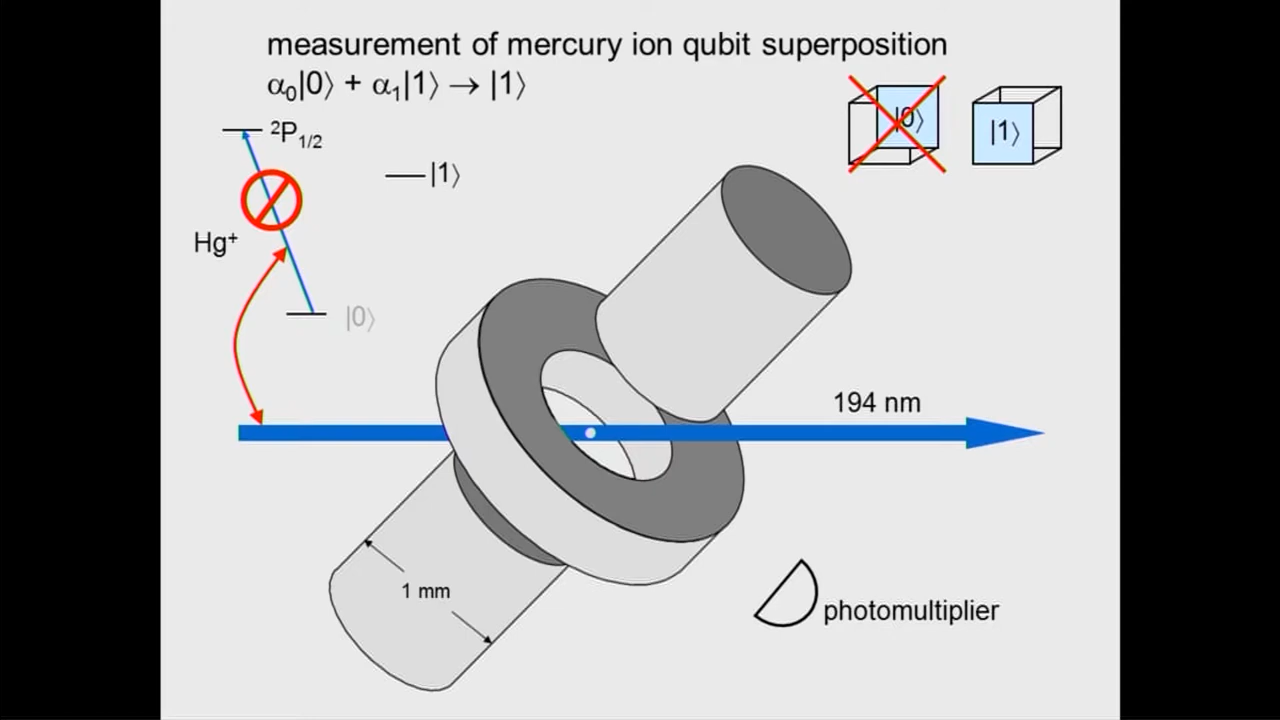 measurement of mercury ion qubit superposition
α₀|0⟩ + α₁|1⟩ → |1⟩
|0⟩
|1⟩
²P₁/₂
|1⟩
Hg⁺
|0⟩
194 nm
1 mm
photomultiplier